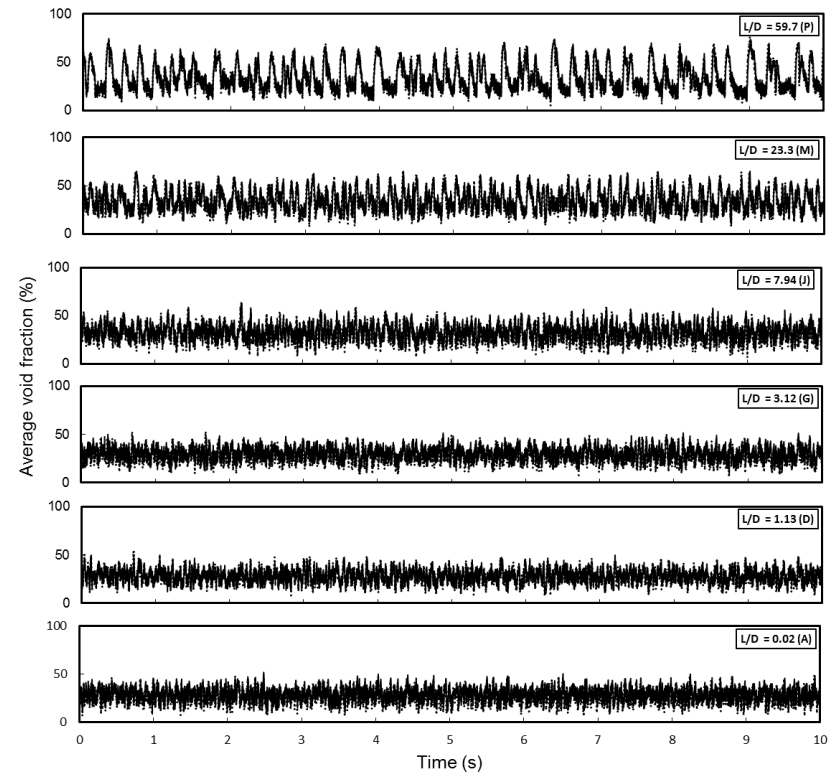 100
L/D = 59.7 (P)
50
0
100
L/D = 23.3 (M)
50
0
100
L/D = 7.94 (J)
50
0
100
L/D = 3.12 (G)
50
0
100
L/D = 1.13 (D)
50
0
100
L/D = 0.02 (A)
50
0
Average void fraction (%)
0 1 2 3 4 5 6 7 8 9 10
Time (s)